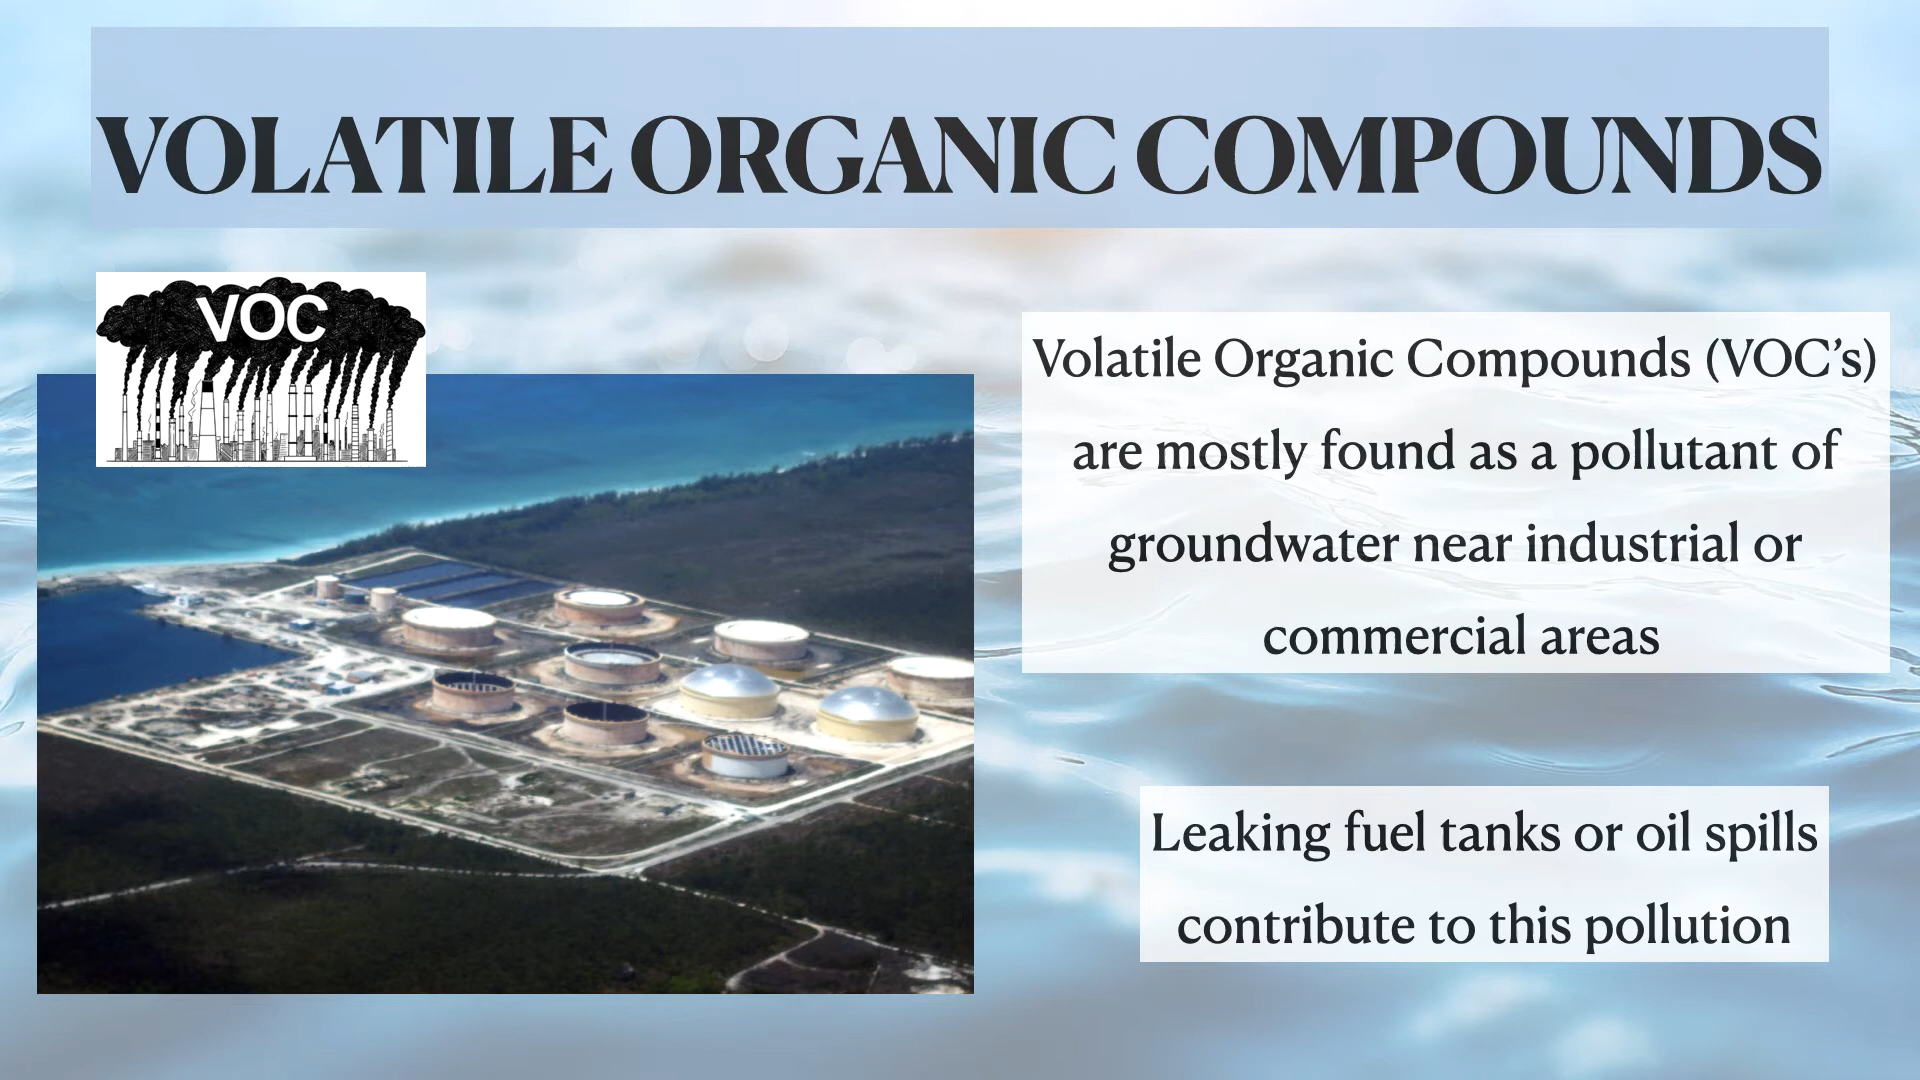 VOLATILE ORGANIC COMPOUNDS
VOC
Volatile Organic Compounds (VOC’s)
are mostly found as a pollutant of
groundwater near industrial or
commercial areas
Leaking fuel tanks or oil spills
contribute to this pollution